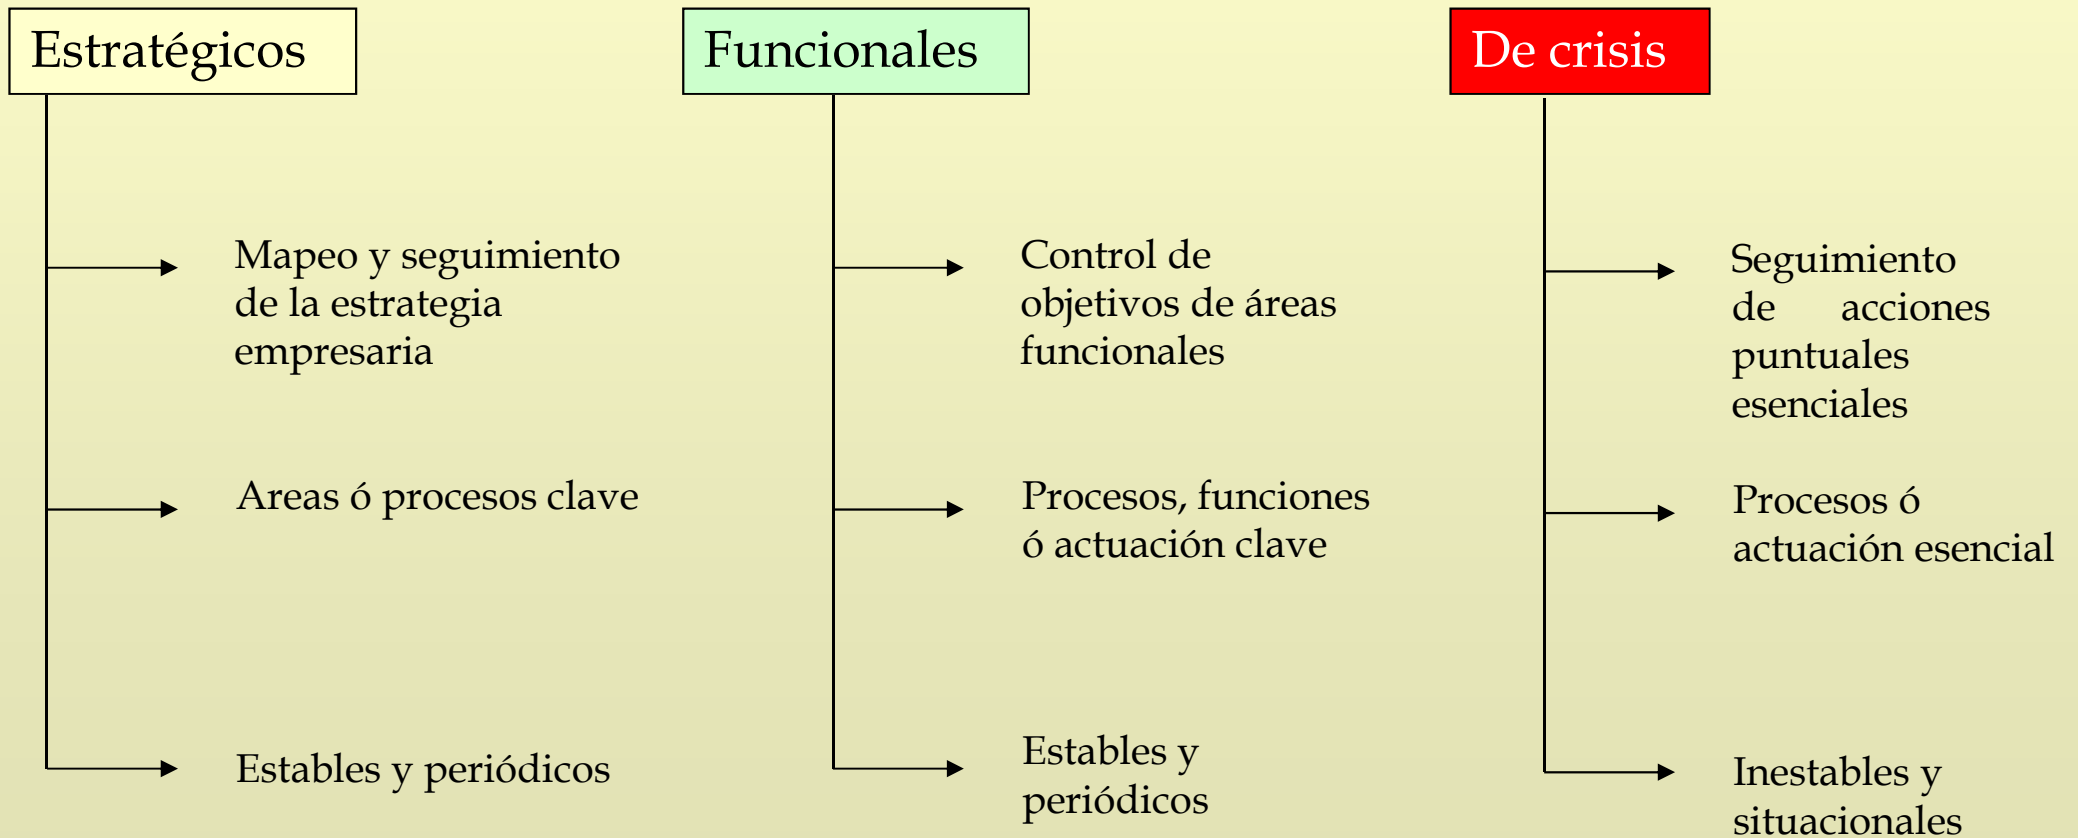 Estratégicos
Mapeo y seguimiento
de la estrategia
empresaria
Areas ó procesos clave
Estables y periódicos
Funcionales
Control de
objetivos de áreas
funcionales
Procesos, funciones
ó actuación clave
Estables y
periódicos
De crisis
Seguimiento
de acciones
puntuales
esenciales
Procesos ó
actuación esencial
Inestables y
situacionales